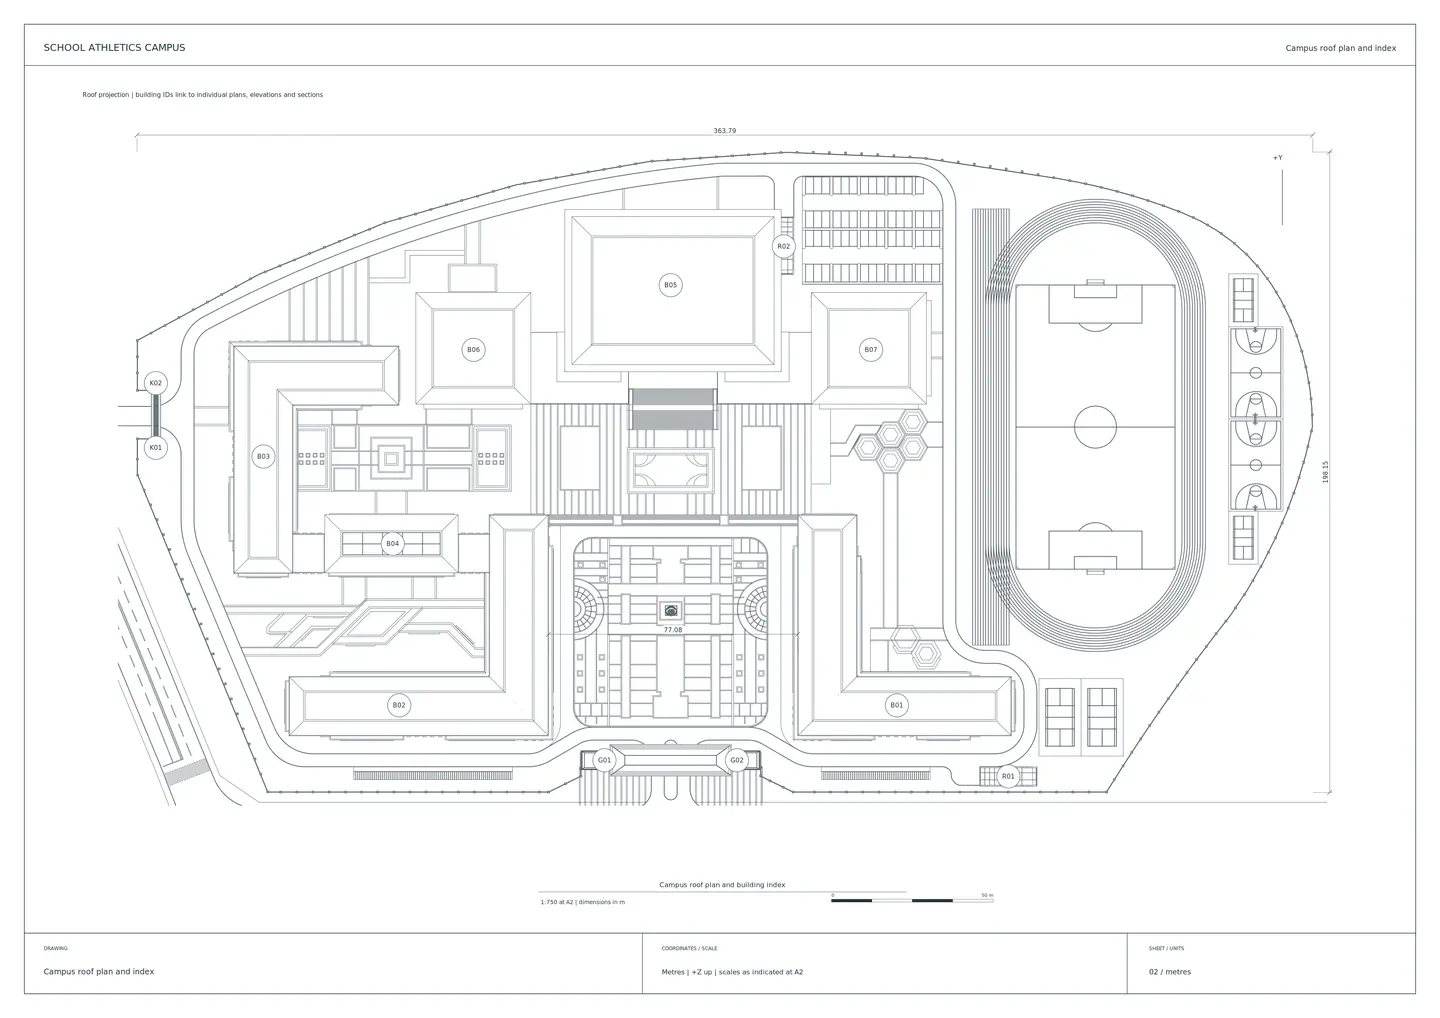 SCHOOL ATHLETICS CAMPUS
Campus roof plan and index
Roof projection | building IDs link to individual plans, elevations and sections
363.79
+Y
R02
B05
B06
B07
K02
K01
B03
198.15
B04
77.08
B02
B01
G01
G02
R01
Campus roof plan and building index
1:750 at A2 | dimensions in m
0
50 m
DRAWING
COORDINATES / SCALE
SHEET / UNITS
Campus roof plan and index
Metres | +Z up | scales as indicated at A2
02 / metres